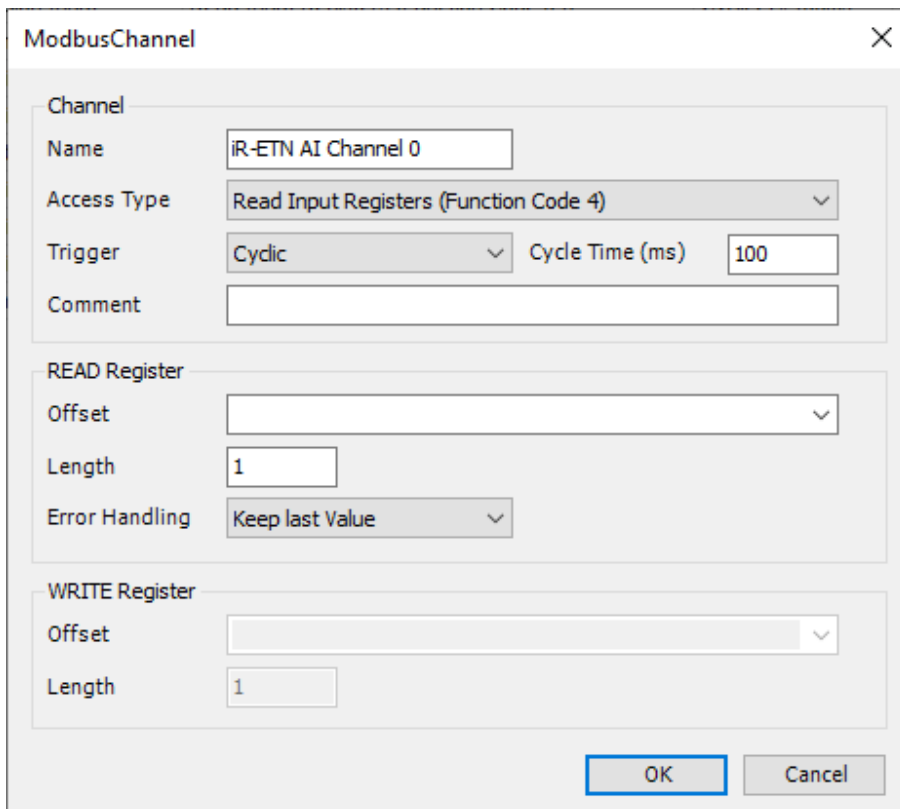 ModbusChannel
Channel
Name iR-ETN AI Channel 0
Access Type Read Input Registers (Function Code 4)
Trigger Cyclic Cycle Time (ms) 100
Comment
READ Register
Offset
Length 1
Error Handling Keep last Value
WRITE Register
Offset
Length 1
OK Cancel